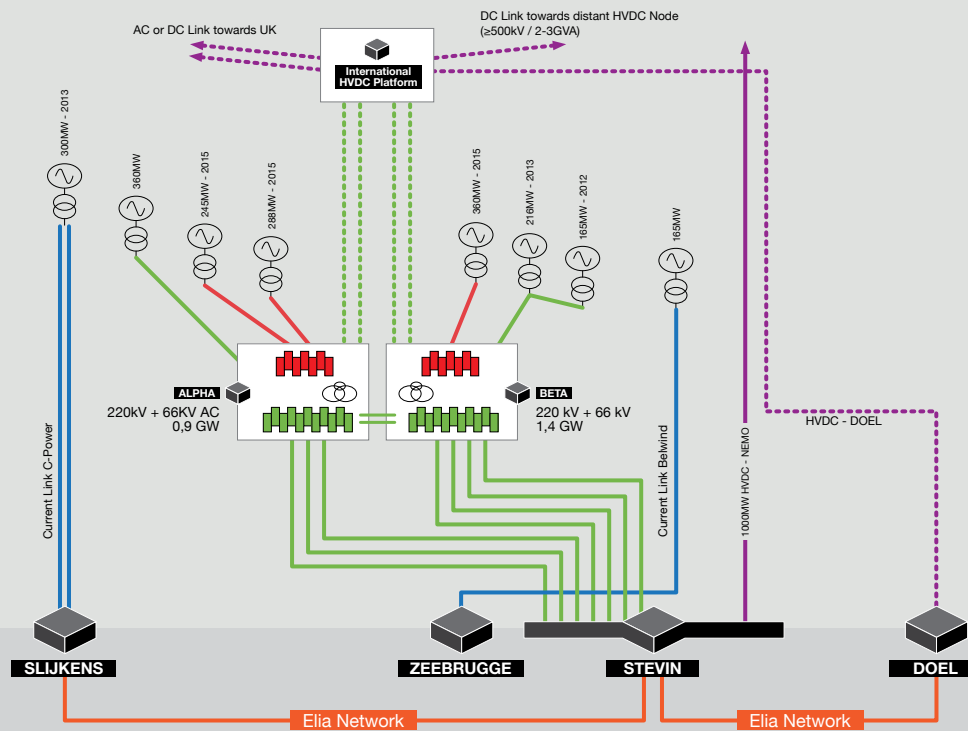 AC or DC Link towards UK
DC Link towards distant HVDC Node
(≥500kV / 2-3GVA)
International
HVDC Platform
300MW - 2013
360MW
245MW - 2015
288MW - 2015
360MW - 2015
216MW - 2013
165MW - 2012
165MW
ALPHA
220kV + 66KV AC
0,9 GW
BETA
220 kV + 66 kV
1,4 GW
HVDC - DOEL
Current Link C-Power
Current Link Belwind
1000MW HVDC - NEMO
SLIJKENS
ZEEBRUGGE
STEVIN
DOEL
Elia Network
Elia Network